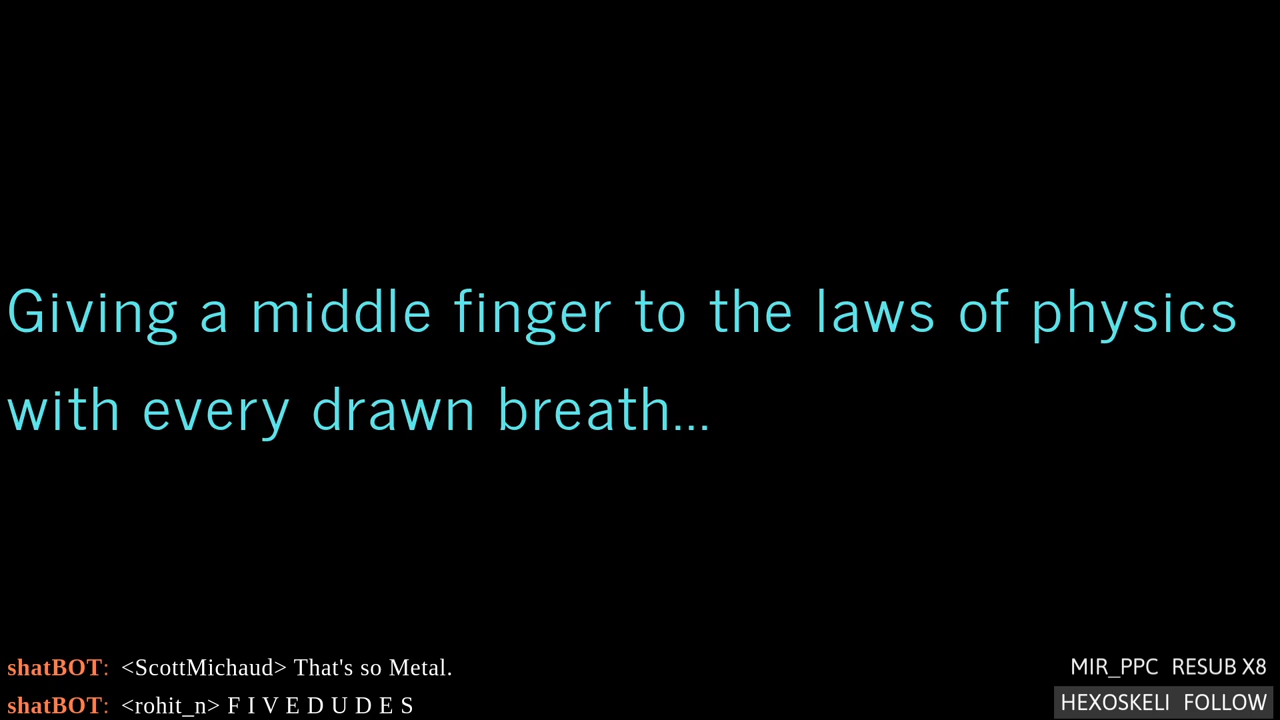 Giving a middle finger to the laws of physics
with every drawn breath...
shatBOT: <ScottMichaud> That's so Metal.
MIR_PPC RESUB X8
shatBOT: <rohit_n> F I V E D U D E S
HEXOSKELI FOLLOW